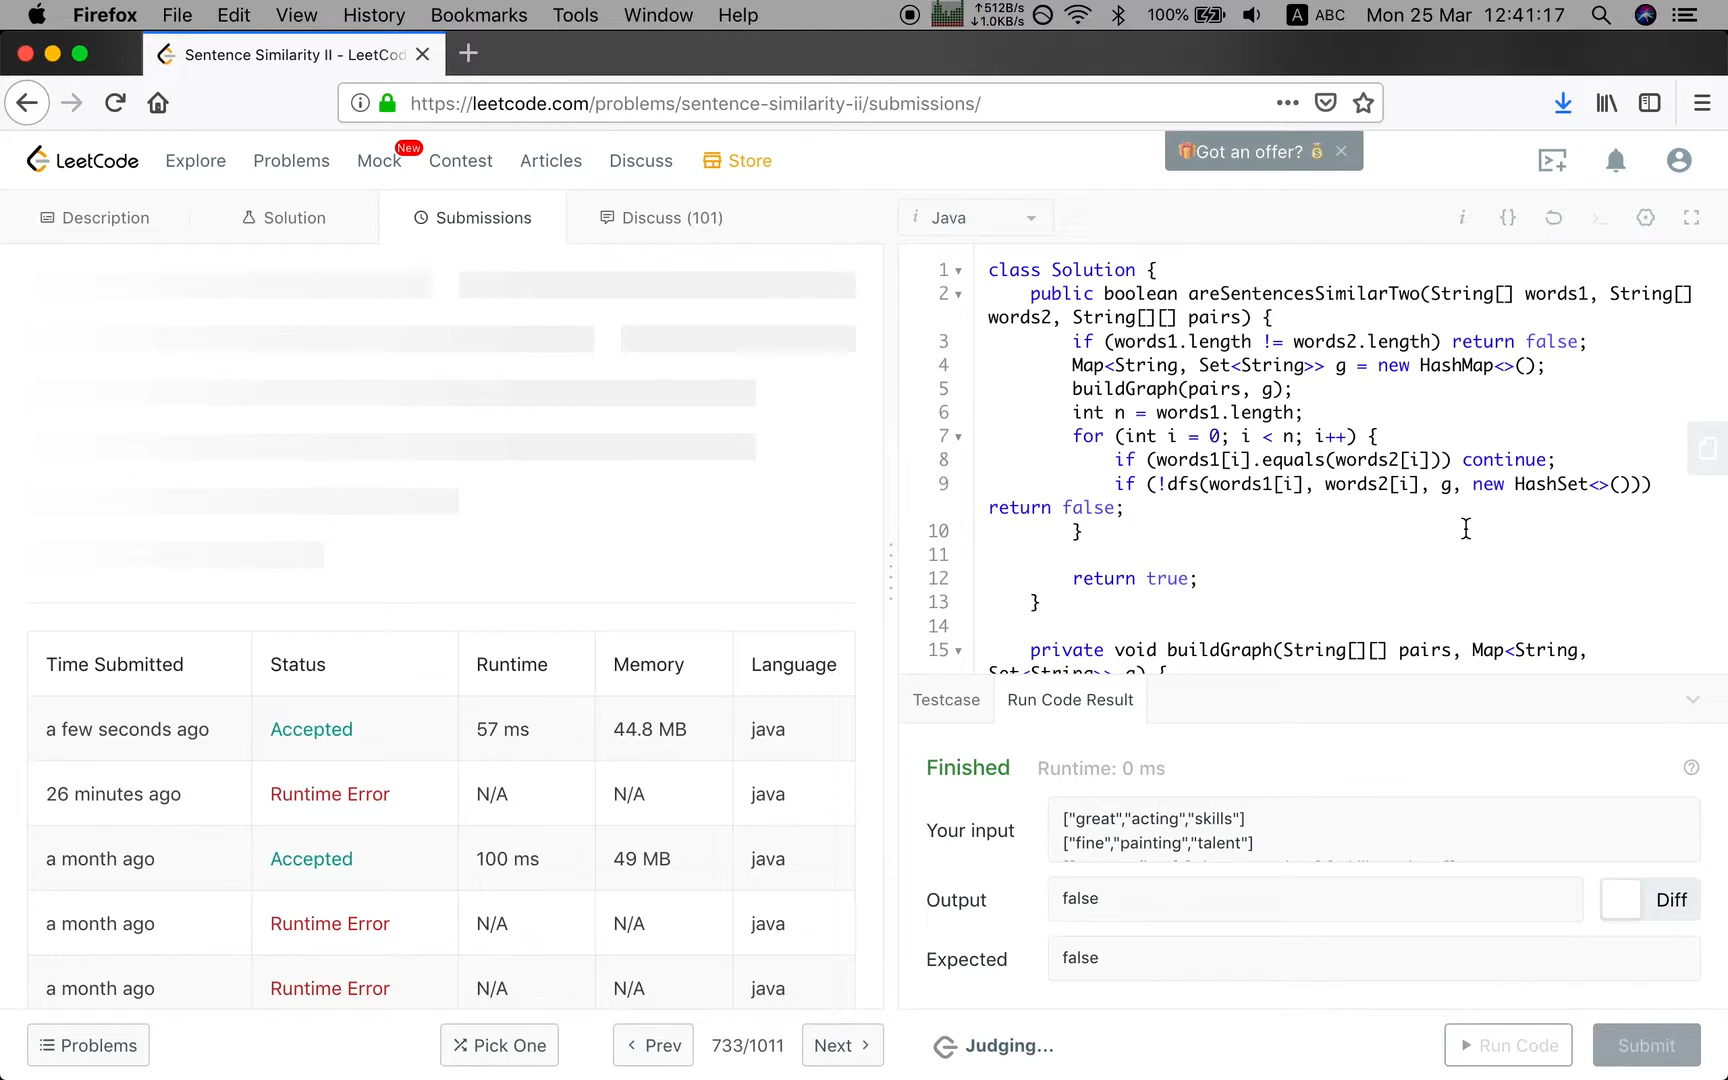 Firefox File Edit View History Bookmarks Tools Window Help ↑512B/s ↓1.0KB/s 100% A ABC Mon 25 Mar 12:41:17
Sentence Similarity II - LeetCod
https://leetcode.com/problems/sentence-similarity-ii/submissions/
LeetCode Explore Problems Mock New Contest Articles Discuss Store Got an offer?
Description Solution Submissions Discuss (101) Java
1 class Solution {
2 public boolean areSentencesSimilarTwo(String[] words1, String[]
words2, String[][] pairs) {
3 if (words1.length != words2.length) return false;
4 Map<String, Set<String>> g = new HashMap<>();
5 buildGraph(pairs, g);
6 int n = words1.length;
7 for (int i = 0; i < n; i++) {
8 if (words1[i].equals(words2[i])) continue;
9 if (!dfs(words1[i], words2[i], g, new HashSet<>()))
return false;
10 }
11
12 return true;
13 }
14
15 private void buildGraph(String[][] pairs, Map<String,
Set<String>> g) {
Testcase Run Code Result
Finished Runtime: 0 ms
Your input
["great","acting","skills"]
["fine","painting","talent"]
Output false Diff
Expected false
Time Submitted Status Runtime Memory Language
a few seconds ago Accepted 57 ms 44.8 MB java
26 minutes ago Runtime Error N/A N/A java
a month ago Accepted 100 ms 49 MB java
a month ago Runtime Error N/A N/A java
a month ago Runtime Error N/A N/A java
Problems Pick One Prev 733/1011 Next Judging... Run Code Submit